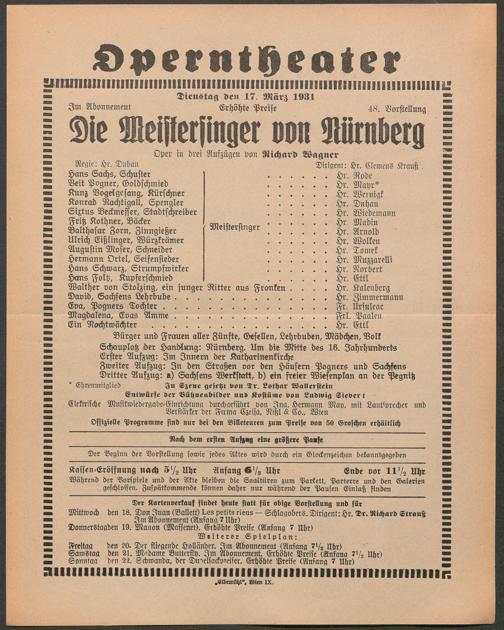 Operntheater
Dienstag den 17. März 1931
Im Abonnement Erhöhte Preise 48. Vorstellung
Die Meistersinger von Nürnberg
Oper in drei Aufzügen von Richard Wagner
Regie: Hr. Duhan Dirigent: Hr. Clemens Krauß
Hans Sachs, Schuster Hr. Rode
Veit Pogner, Goldschmied Hr. Mayr*
Kunz Vogelgesang, Kürschner Hr. Wernigk
Konrad Nachtigall, Spengler Hr. Duhan
Sixtus Beckmesser, Stadtschreiber Hr. Wiedemann
Fritz Kothner, Bäcker Hr. Madin
Balthasar Zorn, Zinngießer Meistersinger Hr. Arnold
Ulrich Eißlinger, Würzkrämer Hr. Wolken
Augustin Moser, Schneider Hr. Tomek
Hermann Ortel, Seifensieder Hr. Muzzarelli
Hans Schwarz, Strumpfwirker Hr. Norbert
Hans Foltz, Kupferschmied Hr. Ettl
Walther von Stolzing, ein junger Ritter aus Franken Hr. Kalenberg
David, Sachsens Lehrbube Hr. Zimmermann
Eva, Pogners Tochter Fr. Ursuleac
Magdalena, Evas Amme Frl. Paalen
Ein Nachtwächter Hr. Ettl
Bürger und Frauen aller Zünfte, Gesellen, Lehrbuben, Mädchen, Volk
Schauplatz der Handlung: Nürnberg. Um die Mitte des 16. Jahrhunderts
Erster Aufzug: Im Innern der Katharinenkirche
Zweiter Aufzug: In den Straßen vor den Häusern Pogners und Sachsens
Dritter Aufzug: a) Sachsens Werkstatt, b) ein freier Wiesenplan an der Pegnitz
* Ehrenmitglied In Szene gesetzt von Dr. Lothar Wallerstein
Entwürfe der Bühnenbilder und Kostüme von Ludwig Sievert
Elektrische Musikwiedergabe-Einrichtung durchgeführt von Ing. Hermann May, mit Lautsprecher und
Verstärker der Firma Czeija, Nißl & Co., Wien
Offizielle Programme sind nur bei den Billeteuren zum Preise von 50 Groschen erhältlich
Nach dem ersten Aufzug eine größere Pause
Der Beginn der Vorstellung sowie jedes Aktes wird durch ein Glockenzeichen bekanntgegeben
Kassen-Eröffnung nach 5½ Uhr Anfang 6½ Uhr Ende vor 11½ Uhr
Während der Vorspiele und der Akte bleiben die Saaltüren zum Parkett, Parterre und den Galerien
geschlossen. Zuspätkommende können daher nur während der Pausen Einlaß finden
Der Kartenverkauf findet heute statt für obige Vorstellung und für
Mittwoch den 18. Don Juan (Ballett) Les petits riens — Schlagobers. Dirigent: Hr. Dr. Richard Strauß
Im Abonnement (Anfang 7 Uhr)
Donnerstag den 19. Manon (Massenet). Erhöhte Preise (Anfang 7 Uhr)
Weiterer Spielplan:
Freitag den 20. Der fliegende Holländer. Im Abonnement (Anfang 7½ Uhr)
Samstag den 21. Madame Butterfly. Im Abonnement. Erhöhte Preise (Anfang 7½ Uhr)
Sonntag den 22. Schwanda, der Dudelsackpfeifer. Erhöhte Preise (Anfang 7 Uhr)
„Elbemühl“, Wien IX.